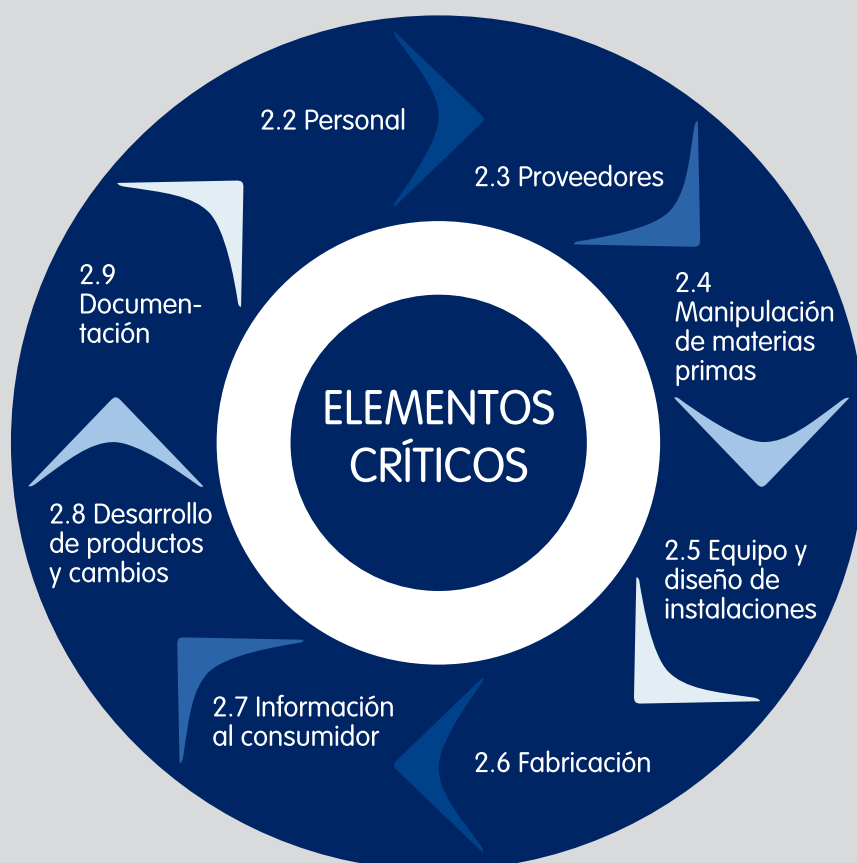 2.2 Personal
2.3 Proveedores
2.4
Manipulación
de materias
primas
2.5 Equipo y
diseño de
instalaciones
2.6 Fabricación
2.7 Información
al consumidor
2.8 Desarrollo
de productos
y cambios
2.9
Documen-
tación
ELEMENTOS
CRÍTICOS